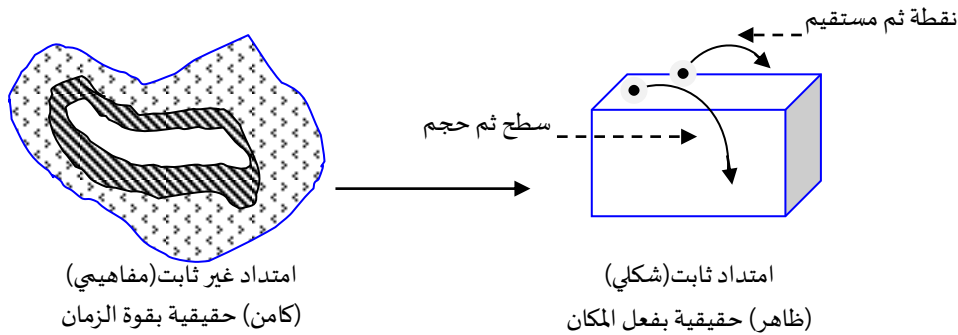 نقطة ثم مستقيم
سطح ثم حجم
امتداد ثابت(شكلي)
(ظاهر) حقيقية بفعل المكان
امتداد غير ثابت(مفاهيمي)
(كامن) حقيقية بقوة الزمان